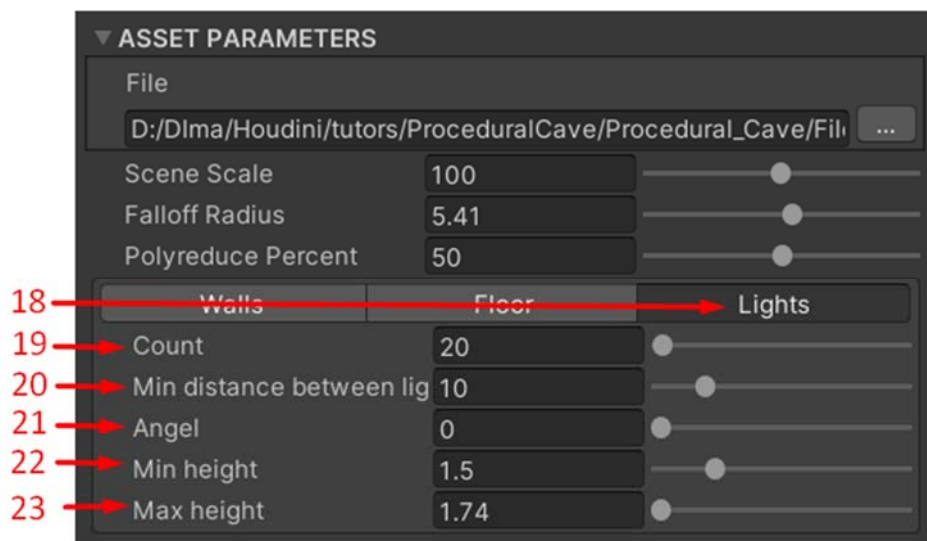 ASSET PARAMETERS
File
D:/DIma/Houdini/tutors/ProceduralCave/Procedural_Cave/File ...
Scene Scale 100
Falloff Radius 5.41
Polyreduce Percent 50
18 Walls Floor Lights
19 Count 20
20 Min distance between lig 10
21 Angel 0
22 Min height 1.5
23 Max height 1.74